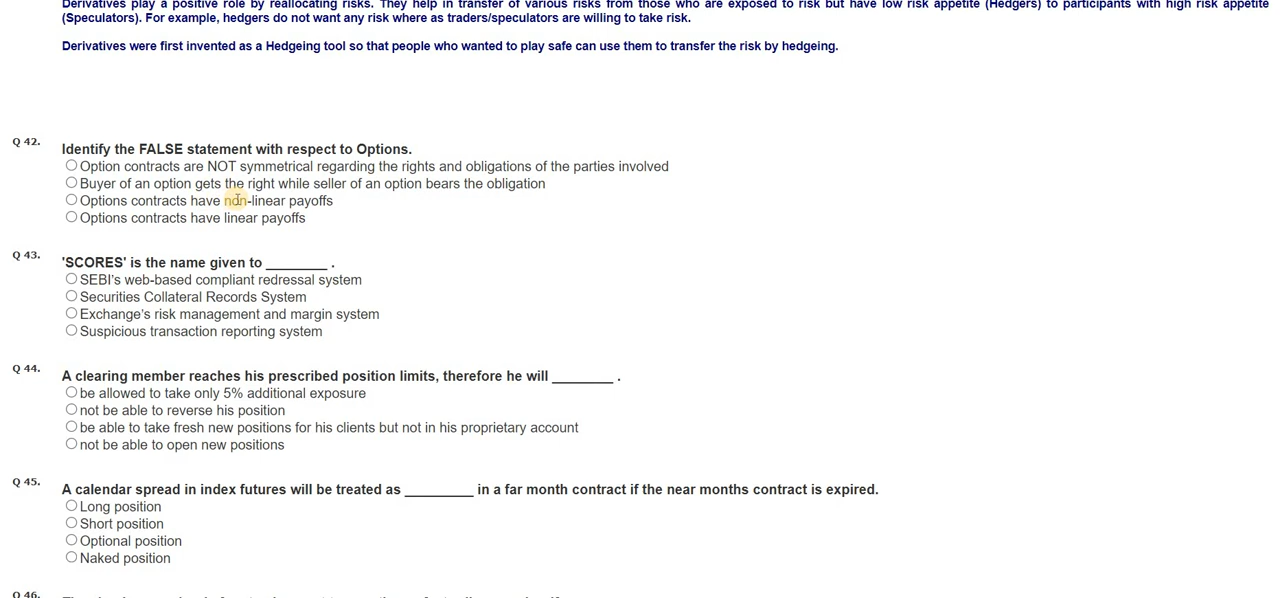 Derivatives play a positive role by reallocating risks. They help in transfer of various risks from those who are exposed to risk but have low risk appetite (Hedgers) to participants with high risk appetite
(Speculators). For example, hedgers do not want any risk where as traders/speculators are willing to take risk.
Derivatives were first invented as a Hedgeing tool so that people who wanted to play safe can use them to transfer the risk by hedgeing.
Q 42. Identify the FALSE statement with respect to Options.
Option contracts are NOT symmetrical regarding the rights and obligations of the parties involved
Buyer of an option gets the right while seller of an option bears the obligation
Options contracts have non-linear payoffs
Options contracts have linear payoffs
Q 43. 'SCORES' is the name given to ________ .
SEBI's web-based compliant redressal system
Securities Collateral Records System
Exchange's risk management and margin system
Suspicious transaction reporting system
Q 44. A clearing member reaches his prescribed position limits, therefore he will ________ .
be allowed to take only 5% additional exposure
not be able to reverse his position
be able to take fresh new positions for his clients but not in his proprietary account
not be able to open new positions
Q 45. A calendar spread in index futures will be treated as _________ in a far month contract if the near months contract is expired.
Long position
Short position
Optional position
Naked position
Q 46.